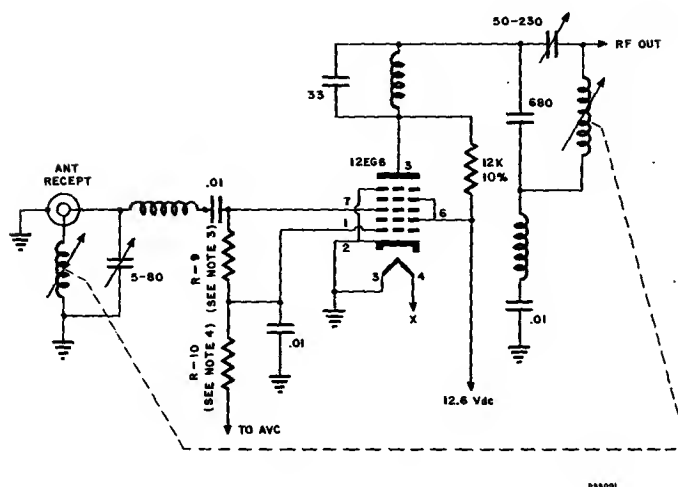 50-230
RF OUT
33
680
12EG6
3
12K
10%
ANT
RECEPT
.01
7
6
1
2
5-80
R-9
(SEE NOTE 3)
3
4
X
.01
R-10
(SEE NOTE 4)
.01
12.6 Vdc
TO AVC